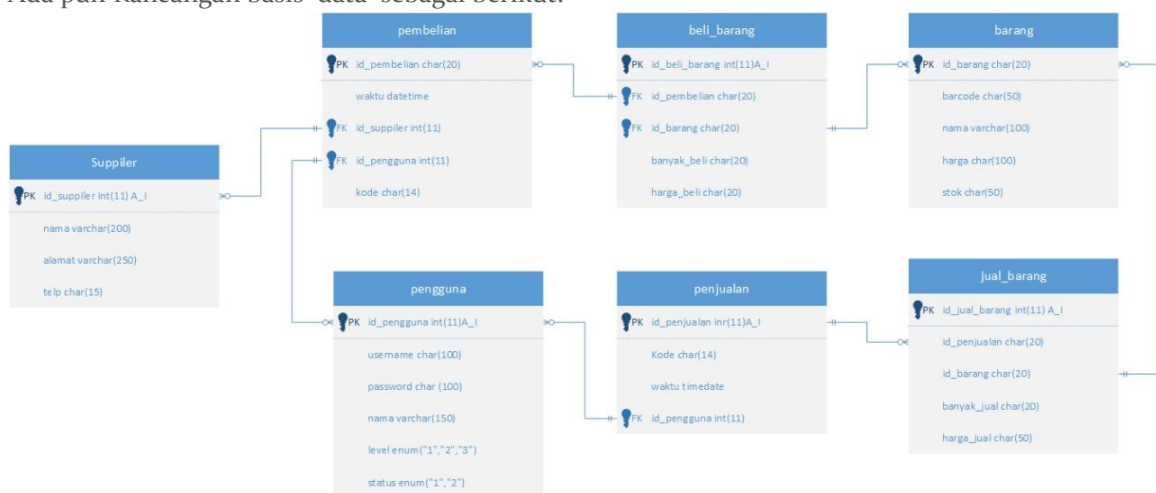 Ada pun Rancangan basis data sebagai berikut:
pembelian
PK id_pembelian char(20)
waktu datetime
FK id_suppiler int(11)
FK id_pengguna int(11)
kode char(14)
beli_barang
PK id_beli_barang int(11)A_I
FK id_pembelian char(20)
FK id_barang char(20)
banyak_beli char(20)
harga_beli char(20)
barang
PK id_barang char(20)
barcode char(50)
nama varchar(100)
harga char(100)
stok char(50)
Suppiler
PK id_supplier int(11) A_I
nama varchar(200)
alamat varchar(250)
telp char(15)
pengguna
PK id_pengguna int(11)A_I
username char(100)
password char (100)
nama varchar(150)
level enum("1","2","3")
status enum("1","2")
penjualan
PK id_penjualan inr(11)A_I
Kode char(14)
waktu timedate
FK id_pengguna int(11)
jual_barang
PK id_jual_barang int(11) A_I
id_penjualan char(20)
id_barang char(20)
banyak_jual char(20)
harga_jual char(50)